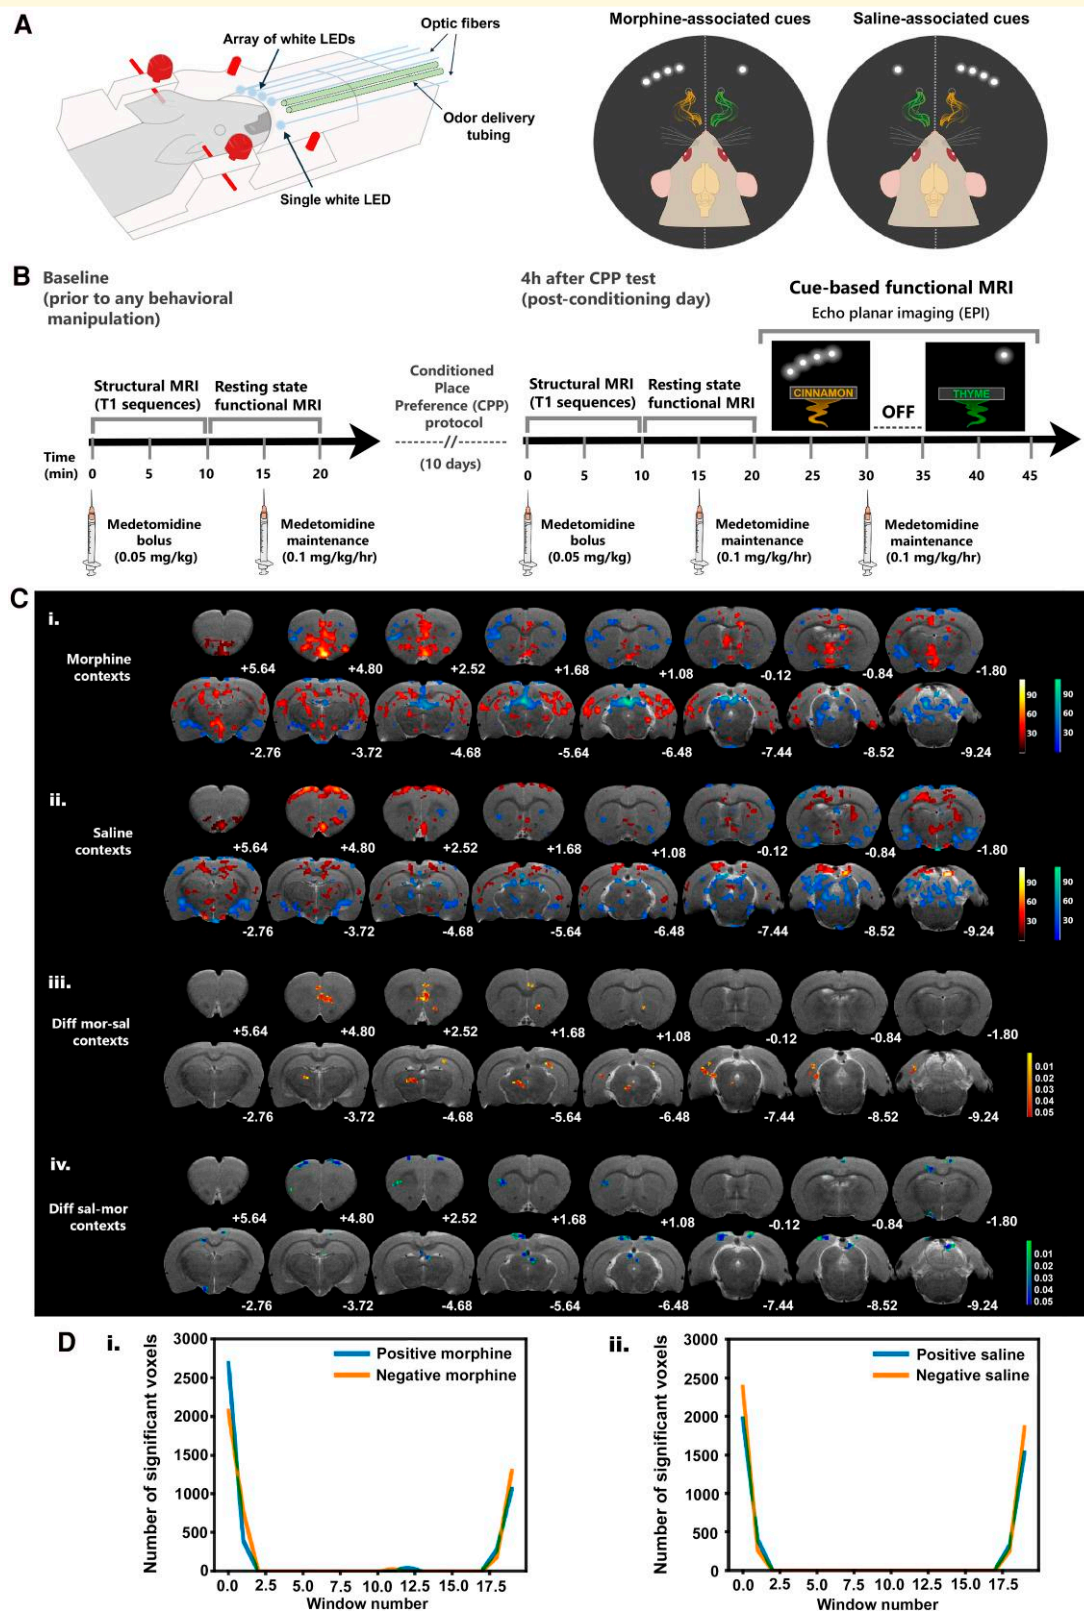 A
Array of white LEDs
Optic fibers
Odor delivery
tubing
Single white LED
Morphine-associated cues
Saline-associated cues
B
Baseline
(prior to any behavioral
manipulation)
4h after CPP test
(post-conditioning day)
Cue-based functional MRI
Echo planar imaging (EPI)
Structural MRI
(T1 sequences)
Resting state
functional MRI
Conditioned
Place
Preference (CPP)
protocol
(10 days)
Structural MRI
(T1 sequences)
Resting state
functional MRI
CINNAMON
OFF
THYME
Time
(min)
0 5 10 15 20
0 5 10 15 20 25 30 35 40 45
Medetomidine
bolus
(0.05 mg/kg)
Medetomidine
maintenance
(0.1 mg/kg/hr)
Medetomidine
bolus
(0.05 mg/kg)
Medetomidine
maintenance
(0.1 mg/kg/hr)
Medetomidine
maintenance
(0.1 mg/kg/hr)
C
i.
Morphine
contexts
+5.64 +4.80 +2.52 +1.68 +1.08 -0.12 -0.84 -1.80
-2.76 -3.72 -4.68 -5.64 -6.48 -7.44 -8.52 -9.24
90 90
60 60
30 30
ii.
Saline
contexts
+5.64 +4.80 +2.52 +1.68 +1.08 -0.12 -0.84 -1.80
-2.76 -3.72 -4.68 -5.64 -6.48 -7.44 -8.52 -9.24
90 90
60 60
30 30
iii.
Diff mor-sal
contexts
+5.64 +4.80 +2.52 +1.68 +1.08 -0.12 -0.84 -1.80
-2.76 -3.72 -4.68 -5.64 -6.48 -7.44 -8.52 -9.24
0.01
0.02
0.03
0.04
0.05
iv.
Diff sal-mor
contexts
+5.64 +4.80 +2.52 +1.68 +1.08 -0.12 -0.84 -1.80
-2.76 -3.72 -4.68 -5.64 -6.48 -7.44 -8.52 -9.24
0.01
0.02
0.03
0.04
0.05
D
i.
Number of significant voxels
3000
2500
2000
1500
1000
500
0
Positive morphine
Negative morphine
0.0 2.5 5.0 7.5 10.0 12.5 15.0 17.5
Window number
ii.
Number of significant voxels
3000
2500
2000
1500
1000
500
0
Positive saline
Negative saline
0.0 2.5 5.0 7.5 10.0 12.5 15.0 17.5
Window number